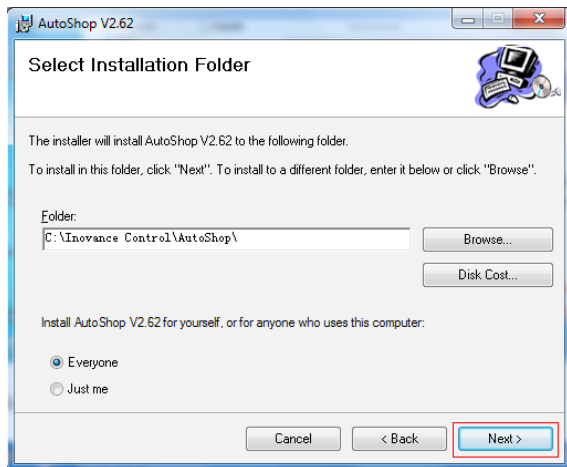 AutoShop V2.62
Select Installation Folder
The installer will install AutoShop V2.62 to the following folder.
To install in this folder, click "Next". To install to a different folder, enter it below or click "Browse".
Folder:
C:\Inovance Control\AutoShop\
Browse...
Disk Cost...
Install AutoShop V2.62 for yourself, or for anyone who uses this computer:
Everyone
Just me
Cancel
< Back
Next >